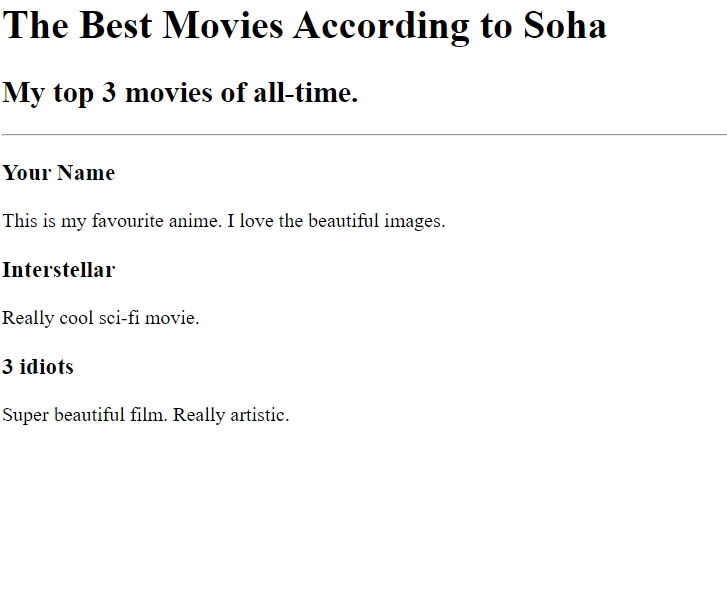 The Best Movies According to Soha
My top 3 movies of all-time.
Your Name
This is my favourite anime. I love the beautiful images.
Interstellar
Really cool sci-fi movie.
3 idiots
Super beautiful film. Really artistic.